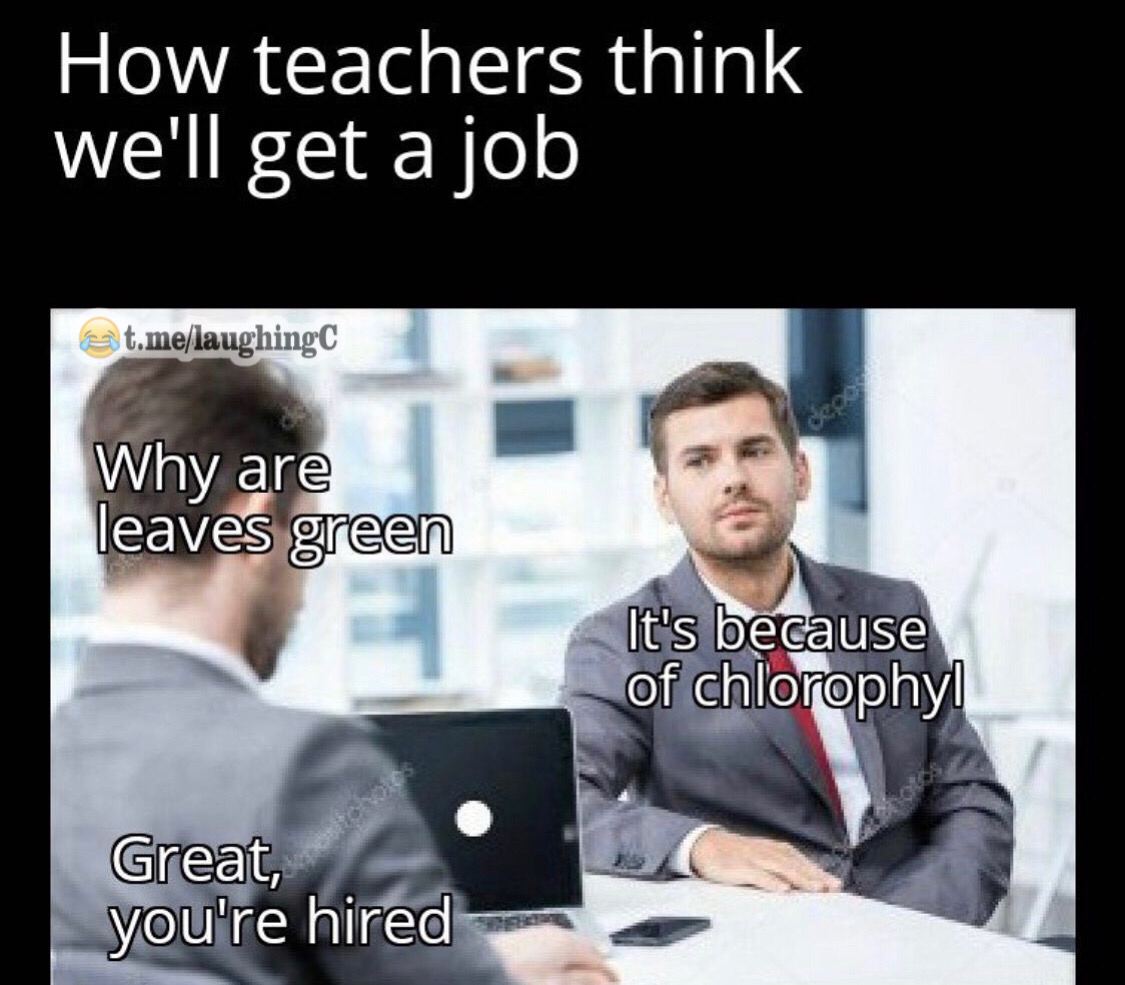 How teachers think
we'll get a job
t.me/laughingC
Why are
leaves green
It's because
of chlorophyl
Great,
you're hired
depositphotos